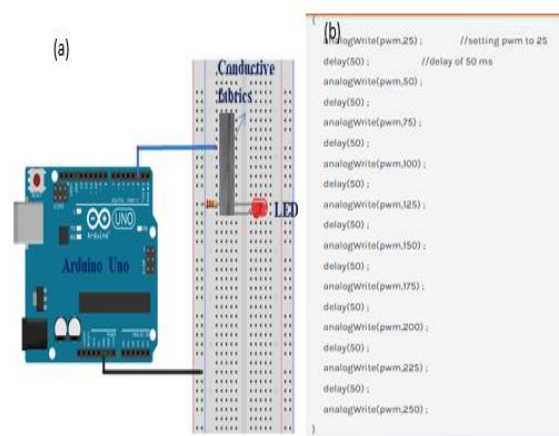 (a)
Conductive
fabrics
LED
UNO
ARDUINO
Arduino Uno
(b)
{
analogWrite(pwm,25) ; //setting pwm to 25
delay(50) ; //delay of 50 ms
analogWrite(pwm,50) ;
delay(50) ;
analogWrite(pwm,75) ;
delay(50) ;
analogWrite(pwm,100) ;
delay(50) ;
analogWrite(pwm,125) ;
delay(50) ;
analogWrite(pwm,150) ;
delay(50) ;
analogWrite(pwm,175) ;
delay(50) ;
analogWrite(pwm,200) ;
delay(50) ;
analogWrite(pwm,225) ;
delay(50) ;
analogWrite(pwm,250) ;
}